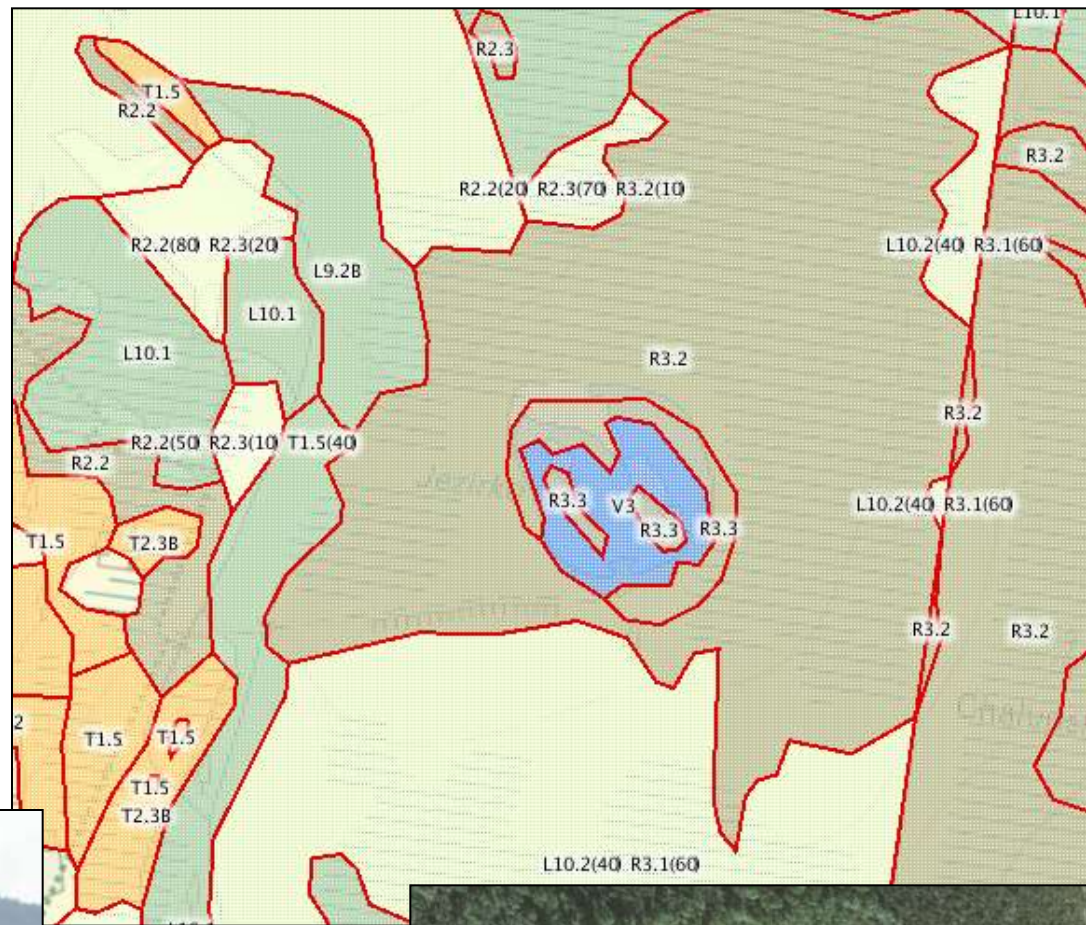 L10.1
R2.3
T1.5
R2.2
R3.2
R2.2(20) R2.3(70) R3.2(10)
R2.2(80) R2.3(20)
L10.2(40) R3.1(60)
L9.2B
L10.1
L10.1
R3.2
R3.2
R2.2(50) R2.3(10) T1.5(40)
R2.2
R3.3
V3
R3.3
R3.3
L10.2(40) R3.1(60)
T1.5
T2.3B
R3.2
R3.2
2
T1.5
T1.5
T1.5
T2.3B
L10.2(40) R3.1(60)